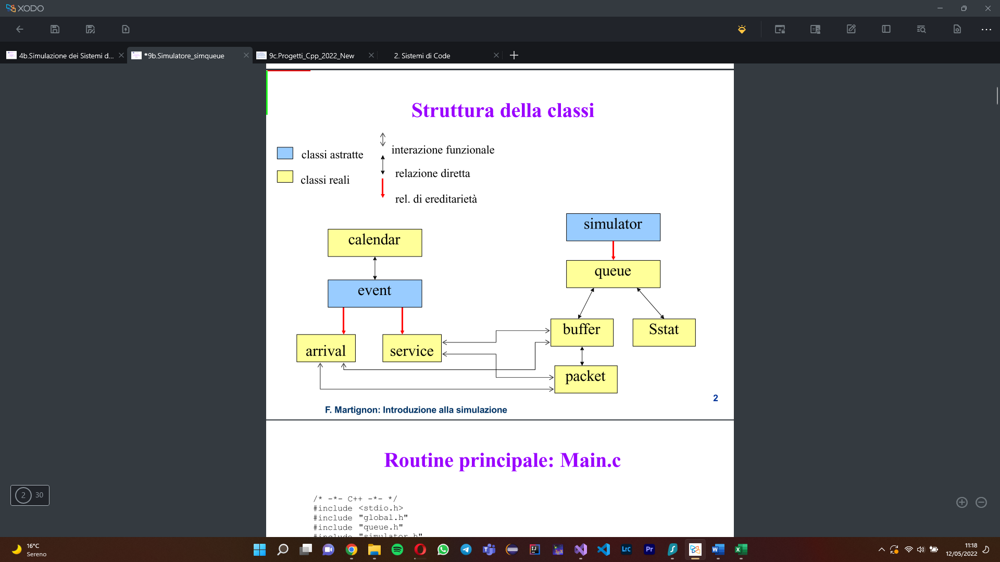 XODO
4b.Simulazione dei Sistemi d...
*9b.Simulatore_simqueue
9c.Progetti_Cpp_2022_New
2. Sistemi di Code
Struttura della classi
classi astratte
classi reali
interazione funzionale
relazione diretta
rel. di ereditarietà
simulator
calendar
queue
event
buffer
Sstat
arrival
service
packet
2
F. Martignon: Introduzione alla simulazione
Routine principale: Main.c
/* -*- C++ -*- */
#include <stdio.h>
#include "global.h"
#include "queue.h"
#include "simulator.h"
2 30
16°C
Sereno
IJ
LrC
Pr
11:18
12/05/2022